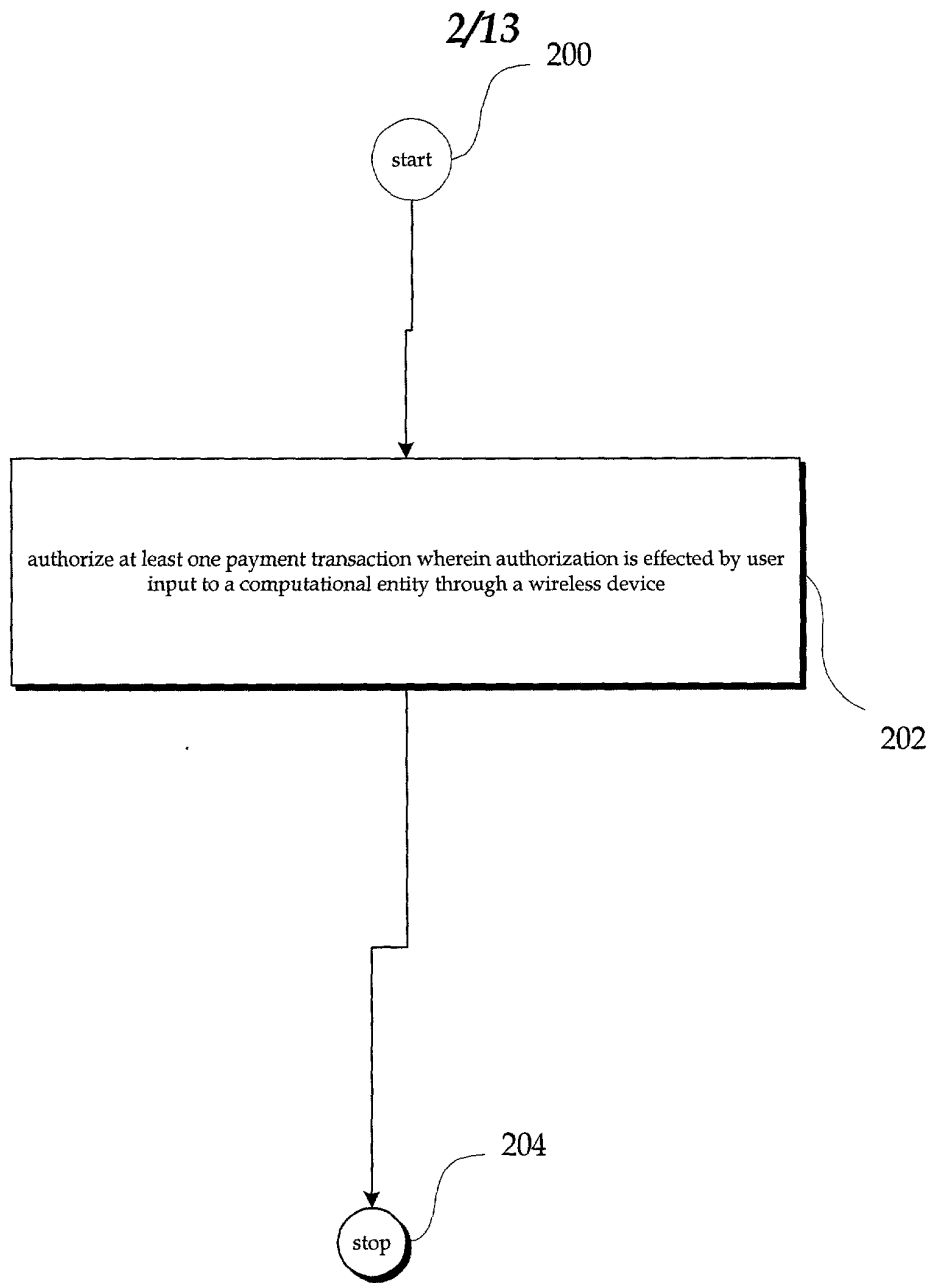 2/13
200
start
authorize at least one payment transaction wherein authorization is effected by user
input to a computational entity through a wireless device
202
204
stop